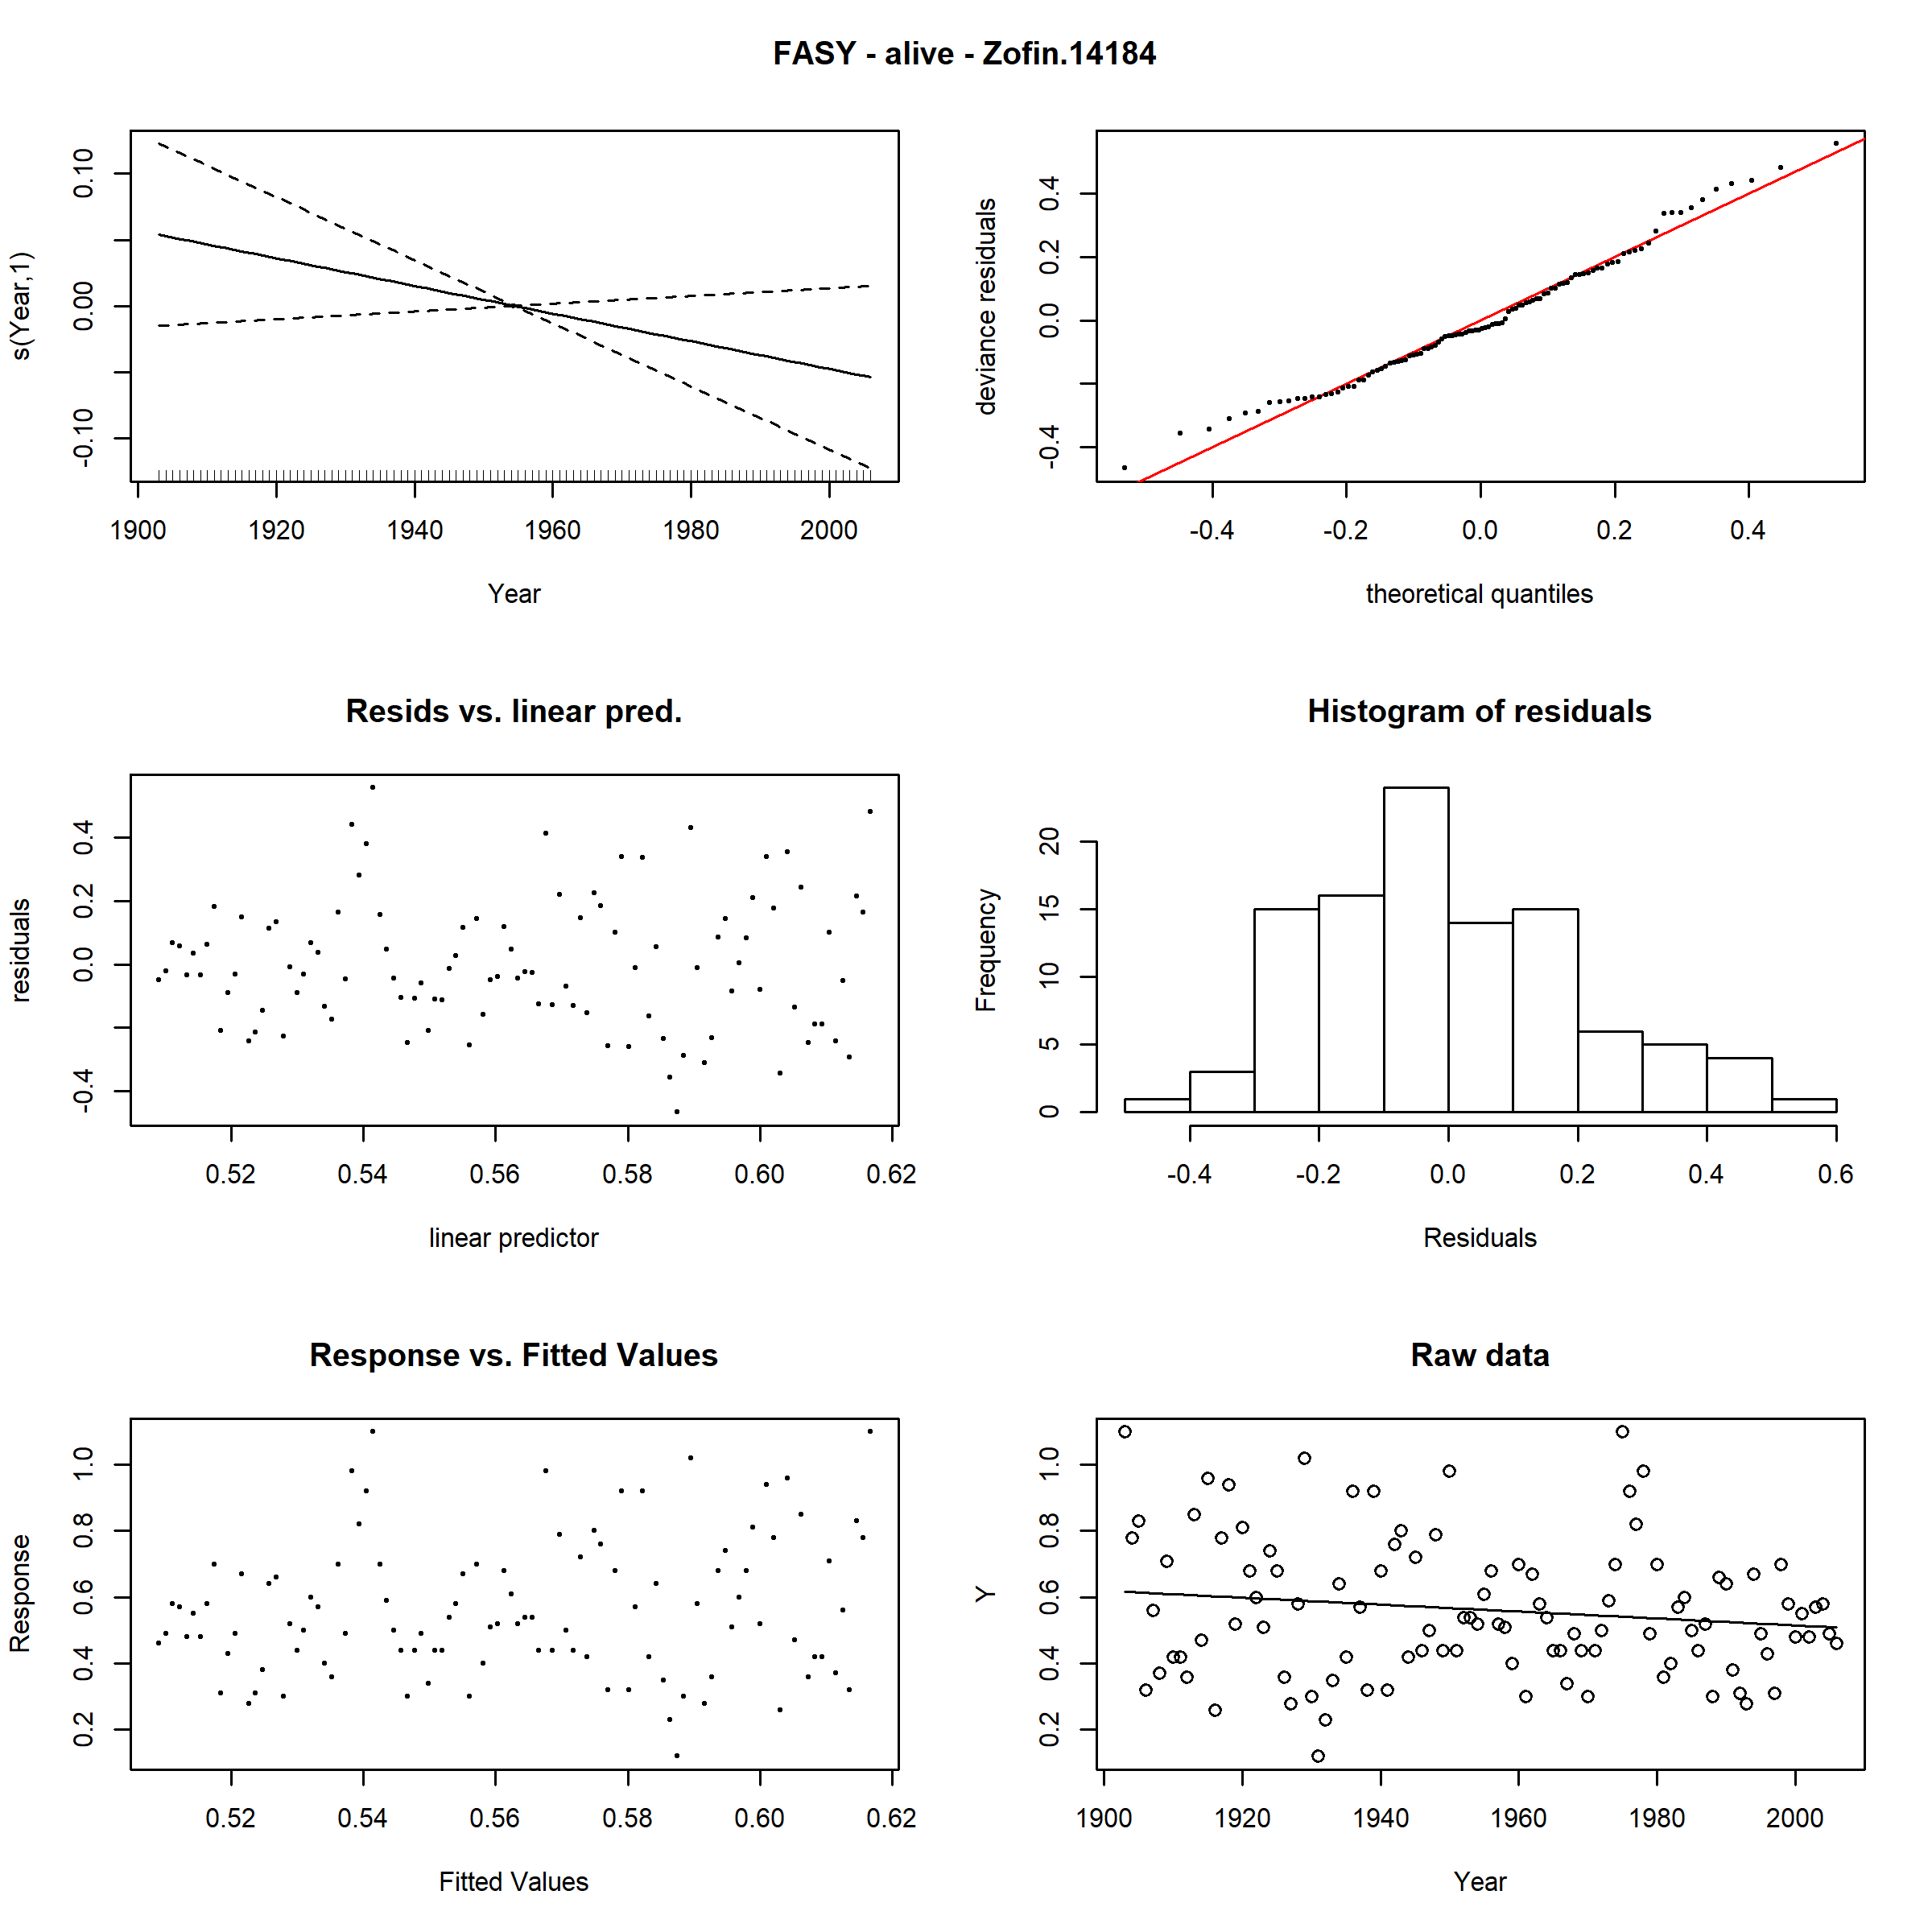 FASY - alive - Zofin.14184
s(Year,1)
-0.10 0.00 0.10
1900 1920 1940 1960 1980 2000
Year
deviance residuals
-0.4 0.0 0.2 0.4
-0.4 -0.2 0.0 0.2 0.4
theoretical quantiles
Resids vs. linear pred.
residuals
-0.4 0.0 0.2 0.4
0.52 0.54 0.56 0.58 0.60 0.62
linear predictor
Histogram of residuals
Frequency
0 5 10 15 20
-0.4 -0.2 0.0 0.2 0.4 0.6
Residuals
Response vs. Fitted Values
Response
0.2 0.4 0.6 0.8 1.0
0.52 0.54 0.56 0.58 0.60 0.62
Fitted Values
Raw data
Y
0.2 0.4 0.6 0.8 1.0
1900 1920 1940 1960 1980 2000
Year